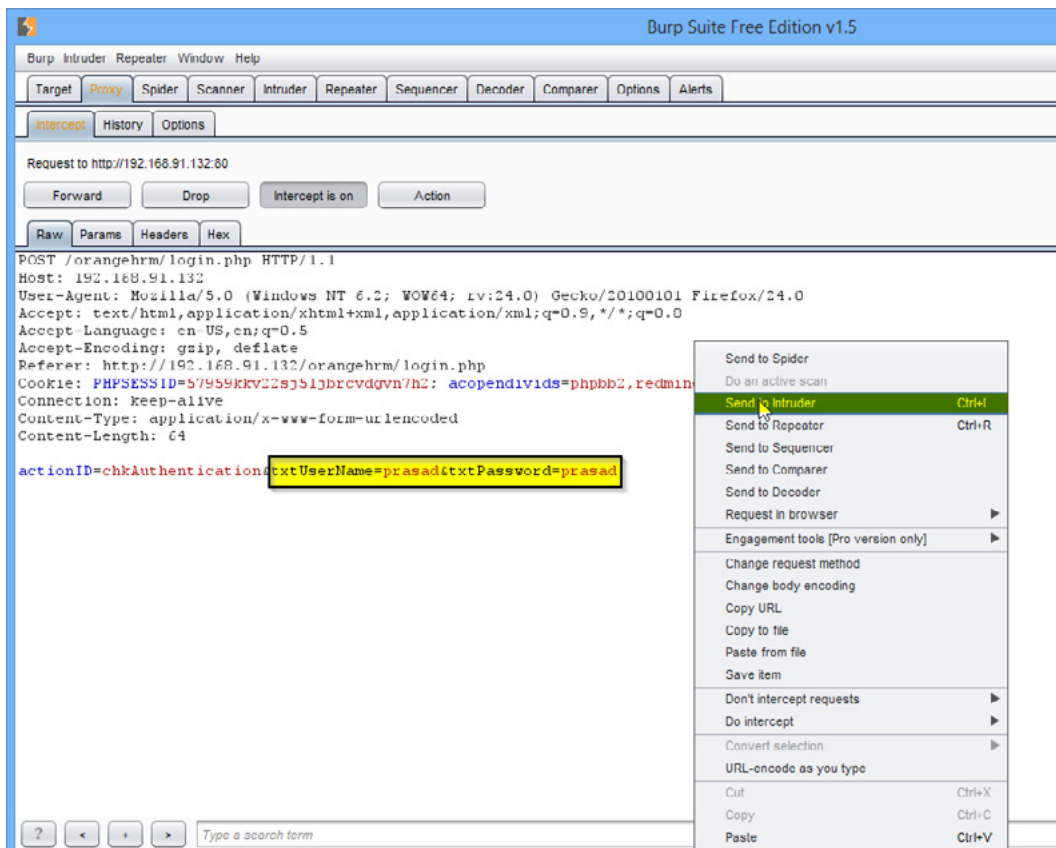 Burp Suite Free Edition v1.5
Burp Intruder Repeater Window Help
Target Proxy Spider Scanner Intruder Repeater Sequencer Decoder Comparer Options Alerts
Intercept History Options
Request to http://192.168.91.132:80
Forward Drop Intercept is on Action
Raw Params Headers Hex
POST /orangehrm/login.php HTTP/1.1
Host: 192.168.91.132
User-Agent: Mozilla/5.0 (Windows NT 6.2; WOW64; rv:24.0) Gecko/20100101 Firefox/24.0
Accept: text/html,application/xhtml+xml,application/xml;q=0.9,*/*;q=0.8
Accept-Language: en-US,en;q=0.5
Accept-Encoding: gzip, deflate
Referer: http://192.168.91.132/orangehrm/login.php
Cookie: acopendivids=phpbb2,redmin
Connection: keep-alive
Content-Type: application/x-www-form-urlencoded
Content-Length: 64
actionID=chkAuthentication&txtUserName=prasad&txtPassword=prasad
Send to Spider
Do an active scan
Send to Intruder Ctrl+I
Send to Repeater Ctrl+R
Send to Sequencer
Send to Comparer
Send to Decoder
Request in browser
Engagement tools [Pro version only]
Change request method
Change body encoding
Copy URL
Copy to file
Paste from file
Save item
Don't intercept requests
Do intercept
Convert selection
URL-encode as you type
Cut Ctrl+X
Copy Ctrl+C
Paste Ctrl+V
? < + > Type a search term